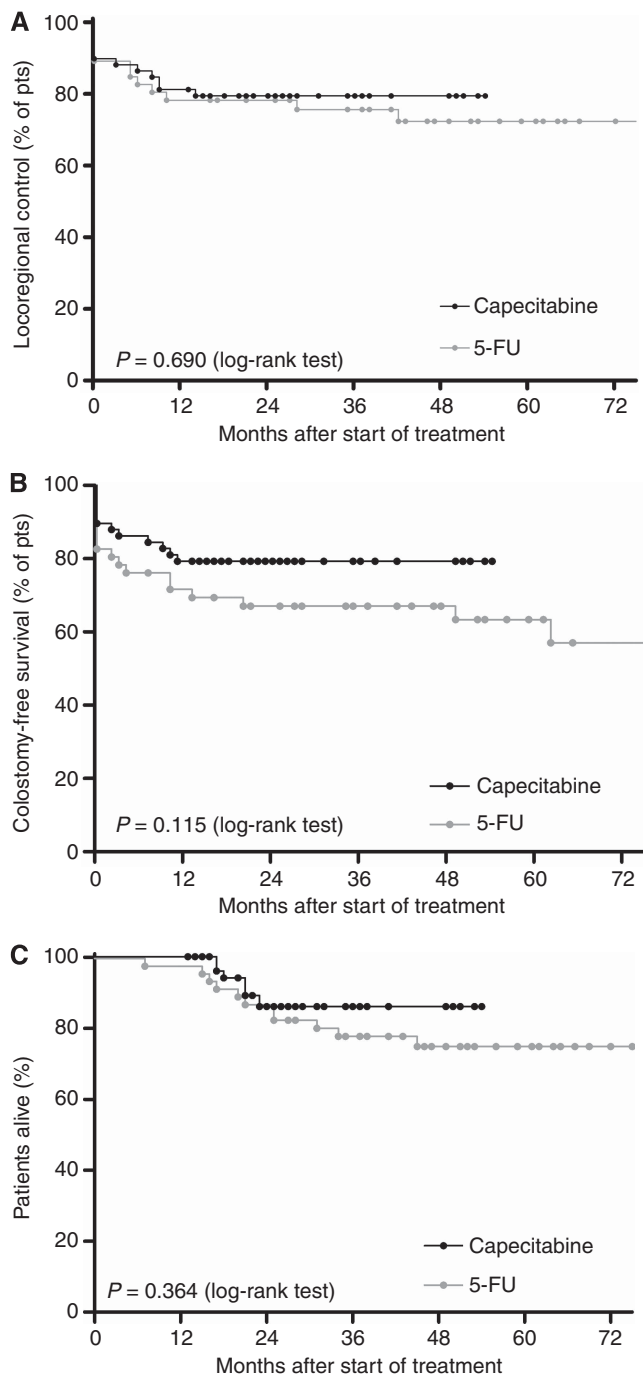 A
Locoregional control (% of pts)
100
80
60
40
20
0
Capecitabine
5-FU
P = 0.690 (log-rank test)
0 12 24 36 48 60 72
Months after start of treatment
B
Colostomy-free survival (% of pts)
100
80
60
40
20
0
Capecitabine
5-FU
P = 0.115 (log-rank test)
0 12 24 36 48 60 72
Months after start of treatment
C
Patients alive (%)
100
80
60
40
20
0
Capecitabine
5-FU
P = 0.364 (log-rank test)
0 12 24 36 48 60 72
Months after start of treatment